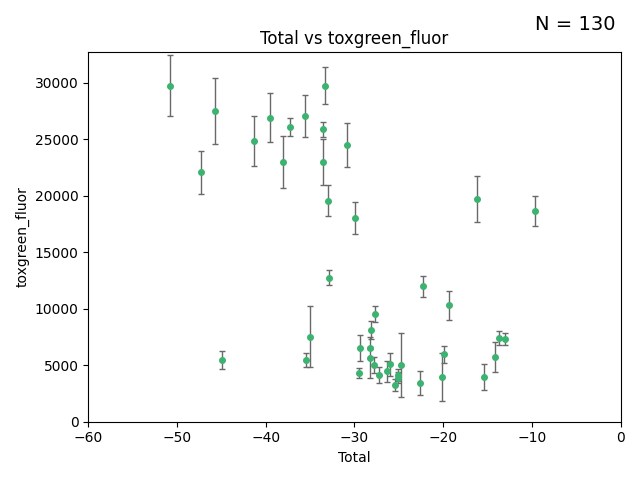 N = 130
Total vs toxgreen_fluor
30000
25000
20000
15000
10000
5000
0
toxgreen_fluor
−60 −50 −40 −30 −20 −10 0
Total